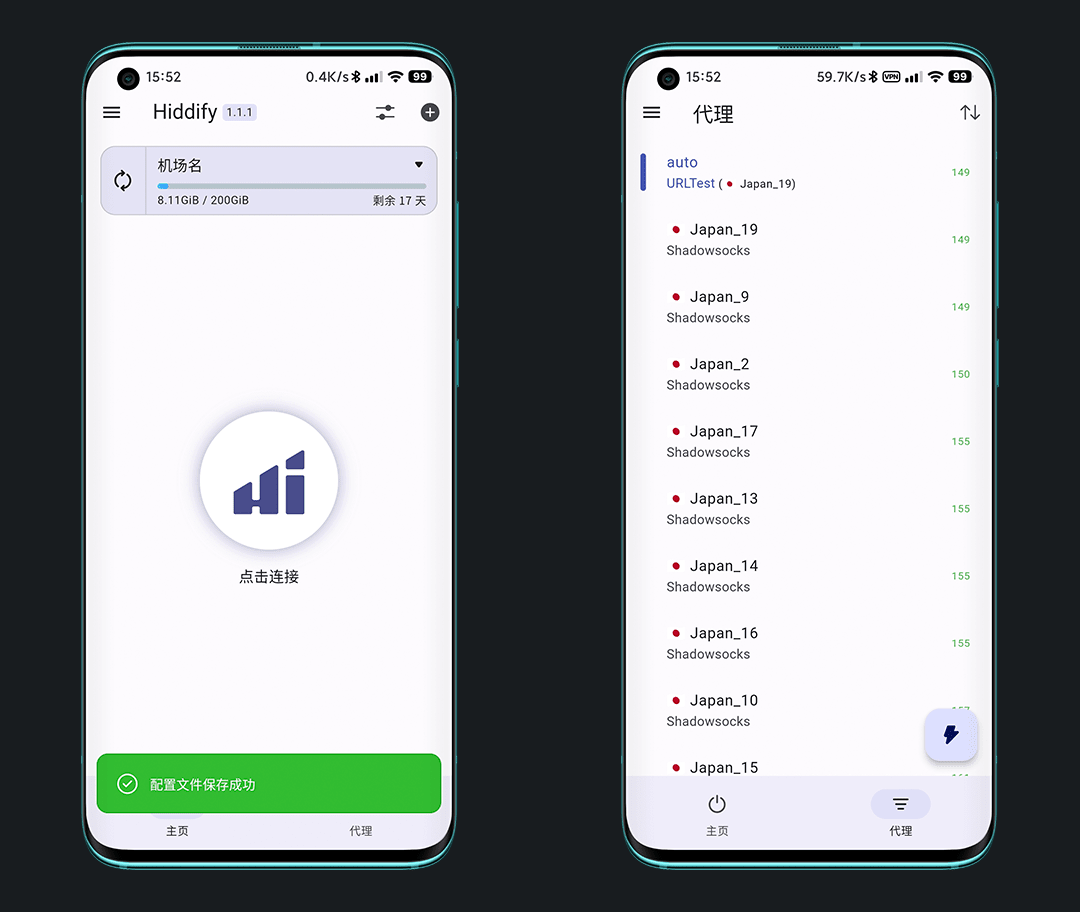 15:52
0.4K/s
99
Hiddify 1.1.1
机场名
8.11GiB / 200GiB
剩余 17 天
点击连接
配置文件保存成功
主页
代理
15:52
59.7K/s
VPN
99
代理
auto
149
URLTest ( Japan_19)
Japan_19
149
Shadowsocks
Japan_9
149
Shadowsocks
Japan_2
150
Shadowsocks
Japan_17
155
Shadowsocks
Japan_13
155
Shadowsocks
Japan_14
155
Shadowsocks
Japan_16
155
Shadowsocks
Japan_10
Shadowsocks
Japan_15
主页
代理